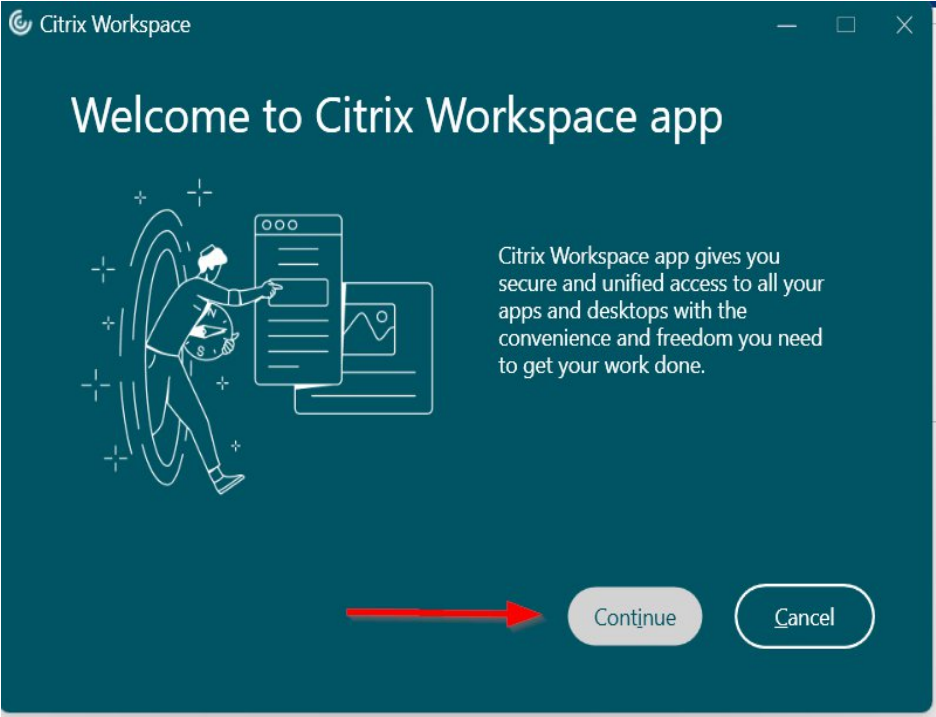 Citrix Workspace
Welcome to Citrix Workspace app
Citrix Workspace app gives you
secure and unified access to all your
apps and desktops with the
convenience and freedom you need
to get your work done.
N
S
Continue
Cancel